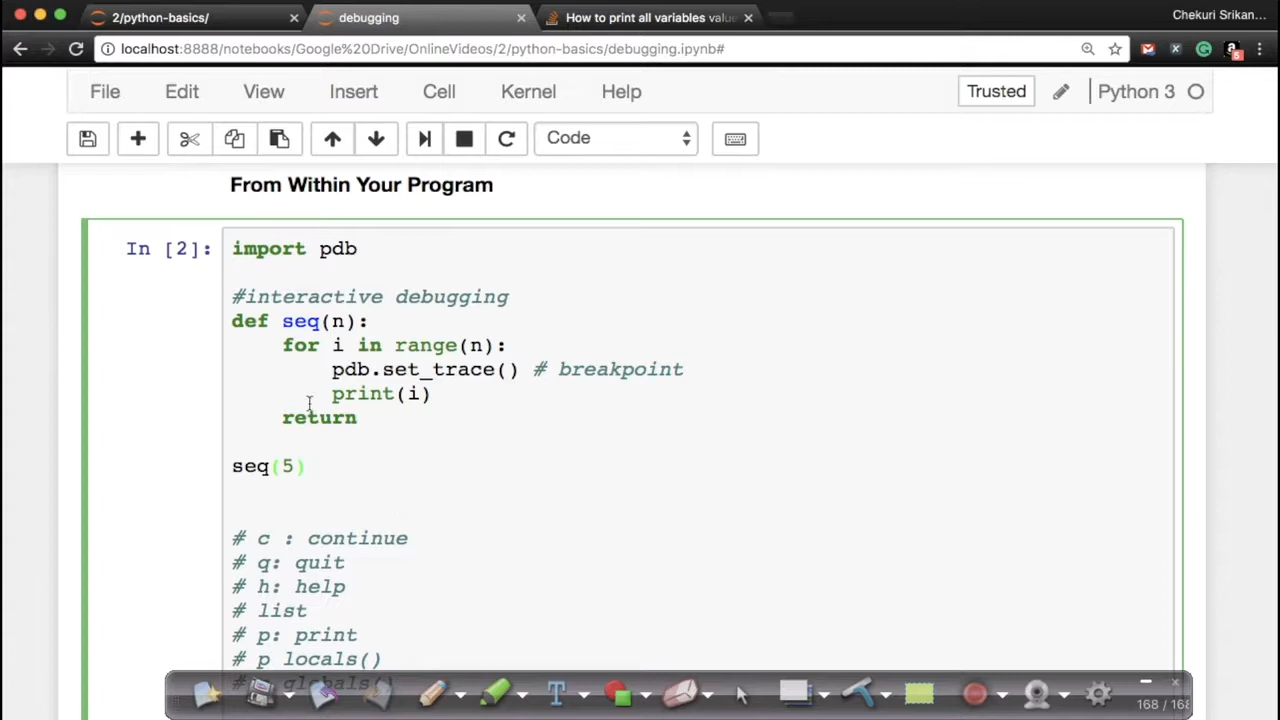 2/python-basics/
debugging
How to print all variables value
Chekuri Srikan...
localhost:8888/notebooks/Google%20Drive/OnlineVideos/2/python-basics/debugging.ipynb#
5
File Edit View Insert Cell Kernel Help
Trusted
Python 3
Code
From Within Your Program
In [2]:
import pdb
#interactive debugging
def seq(n):
for i in range(n):
pdb.set_trace() # breakpoint
print(i)
return
seq(5)
# c : continue
# q: quit
# h: help
# list
# p: print
# p locals()
globals()
T
168 / 168